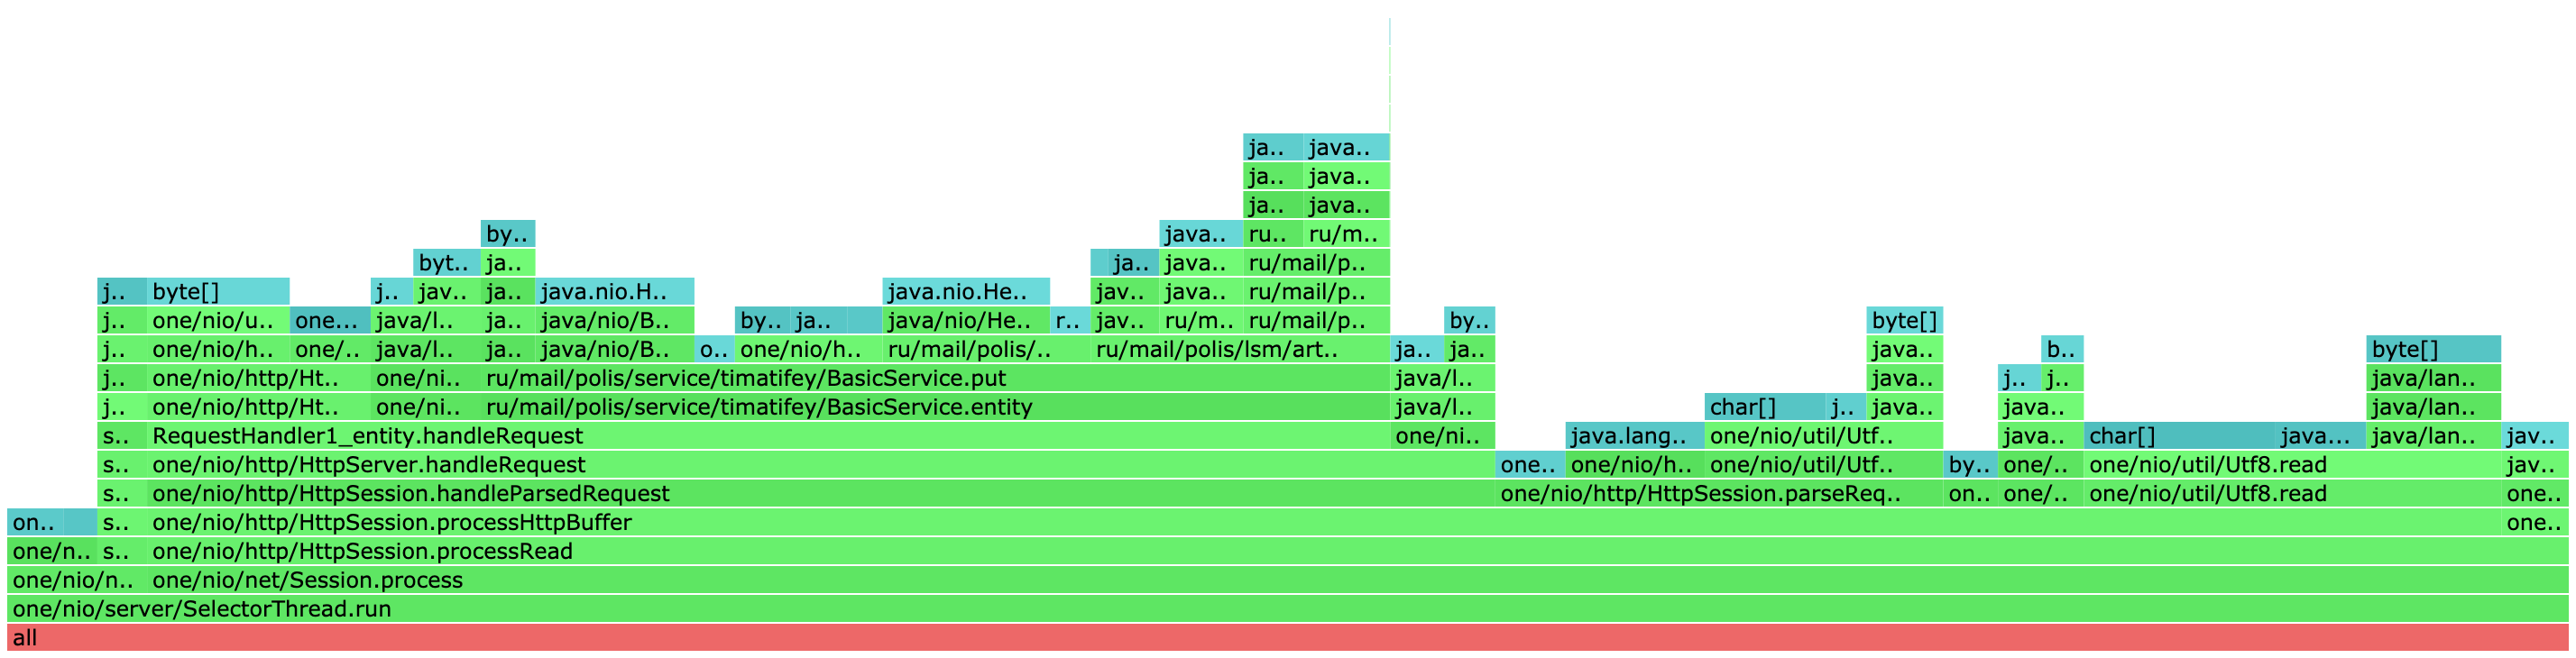 ja.. java..
ja.. java..
ja.. java..
by.. java.. ru.. ru/m..
byt.. ja.. ja.. java.. ru/mail/p..
j.. byte[] j.. jav.. ja.. java.nio.H.. java.nio.He.. jav.. java.. ru/mail/p..
j.. one/nio/u.. one... java/l.. ja.. java/nio/B.. by.. ja.. java/nio/He.. r.. jav.. ru/m.. ru/mail/p.. by.. byte[]
j.. one/nio/h.. one/.. java/l.. ja.. java/nio/B.. o.. one/nio/h.. ru/mail/polis/.. ru/mail/polis/lsm/art.. ja.. ja.. java.. b.. byte[]
j.. one/nio/http/Ht.. one/ni.. ru/mail/polis/service/timatifey/BasicService.put java/l.. java.. j.. j.. java/lan..
j.. one/nio/http/Ht.. one/ni.. ru/mail/polis/service/timatifey/BasicService.entity java/l.. char[] j.. java.. java.. java/lan..
s.. RequestHandler1_entity.handleRequest one/ni.. java.lang.. one/nio/util/Utf.. java.. char[] java... java/lan.. jav..
s.. one/nio/http/HttpServer.handleRequest one.. one/nio/h.. one/nio/util/Utf.. by.. one/.. one/nio/util/Utf8.read jav..
s.. one/nio/http/HttpSession.handleParsedRequest one/nio/http/HttpSession.parseReq.. on.. one/.. one/nio/util/Utf8.read one..
on.. s.. one/nio/http/HttpSession.processHttpBuffer one..
one/n.. s.. one/nio/http/HttpSession.processRead
one/nio/n.. one/nio/net/Session.process
one/nio/server/SelectorThread.run
all